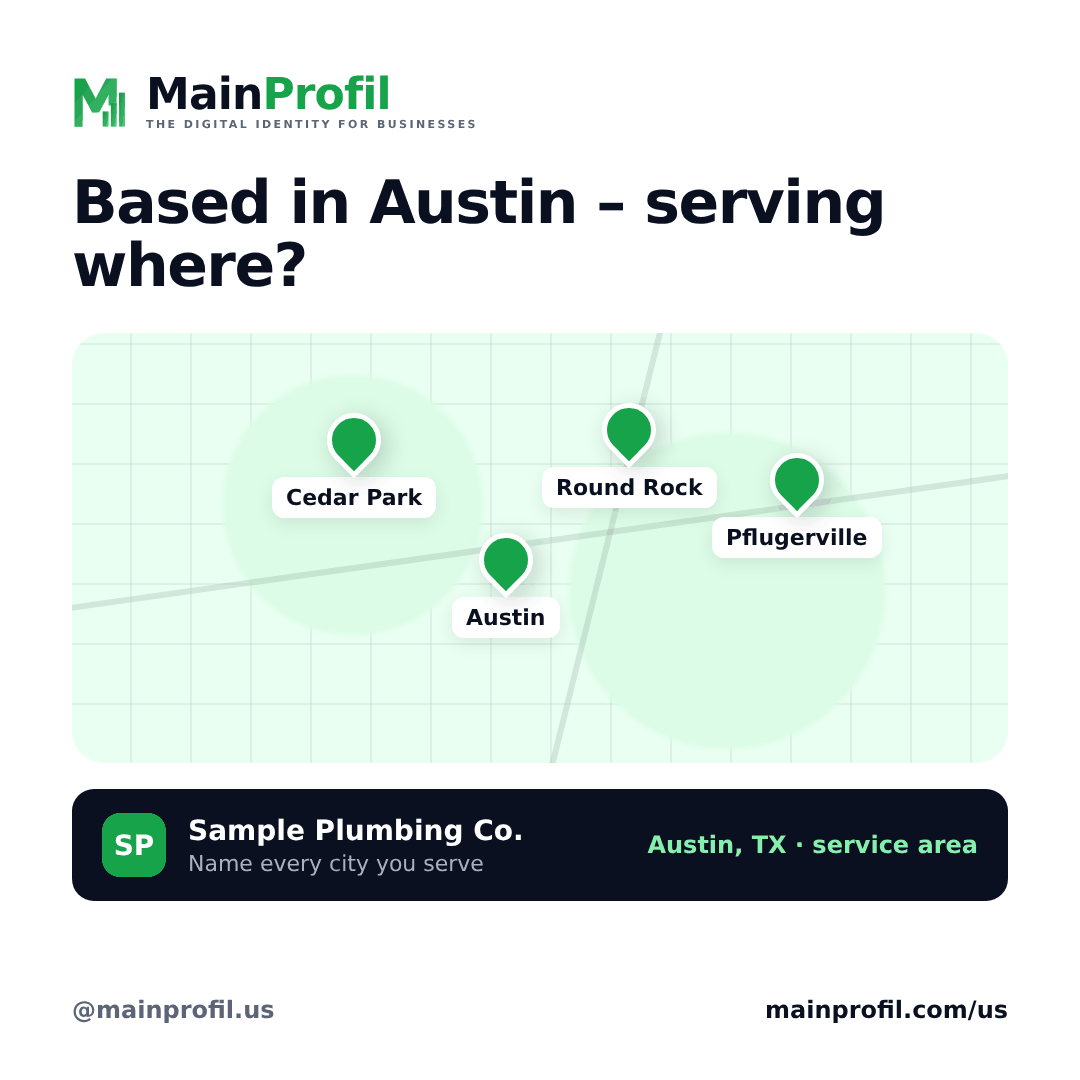 MainProfil
THE DIGITAL IDENTITY FOR BUSINESSES
Based in Austin – serving
where?
Cedar Park
Round Rock
Pflugerville
Austin
SP
Sample Plumbing Co.
Name every city you serve
Austin, TX · service area
@mainprofil.us
mainprofil.com/us